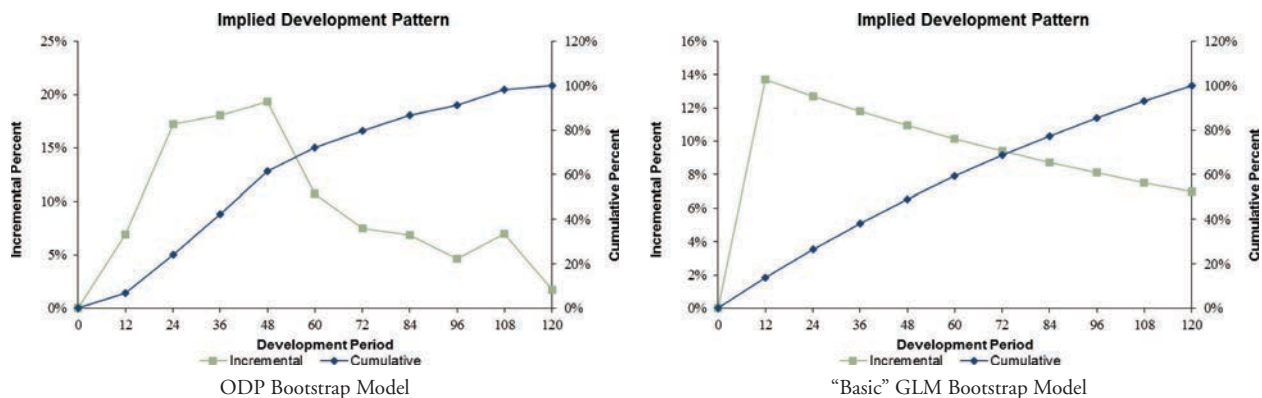 Implied Development Pattern
25%
20%
15%
10%
5%
0%
Incremental Percent
120%
100%
80%
60%
40%
20%
0%
Cumulative Percent
0 12 24 36 48 60 72 84 96 108 120
Development Period
Incremental Cumulative
ODP Bootstrap Model
Implied Development Pattern
16%
14%
12%
10%
8%
6%
4%
2%
0%
Incremental Percent
120%
100%
80%
60%
40%
20%
0%
Cumulative Percent
0 12 24 36 48 60 72 84 96 108 120
Development Period
Incremental Cumulative
“Basic” GLM Bootstrap Model